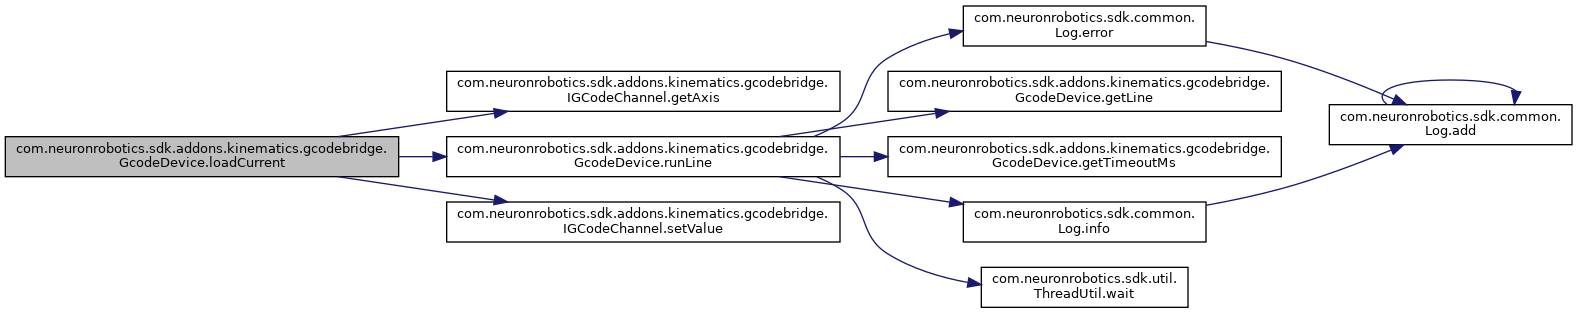 com.neuronrobotics.sdk.addons.kinematics.gcodebridge.
GcodeDevice.loadCurrent
com.neuronrobotics.sdk.addons.kinematics.gcodebridge.
IGCodeChannel.getAxis
com.neuronrobotics.sdk.addons.kinematics.gcodebridge.
GcodeDevice.runLine
com.neuronrobotics.sdk.addons.kinematics.gcodebridge.
IGCodeChannel.setValue
com.neuronrobotics.sdk.common.
Log.error
com.neuronrobotics.sdk.addons.kinematics.gcodebridge.
GcodeDevice.getLine
com.neuronrobotics.sdk.addons.kinematics.gcodebridge.
GcodeDevice.getTimeoutMs
com.neuronrobotics.sdk.common.
Log.info
com.neuronrobotics.sdk.util.
ThreadUtil.wait
com.neuronrobotics.sdk.common.
Log.add